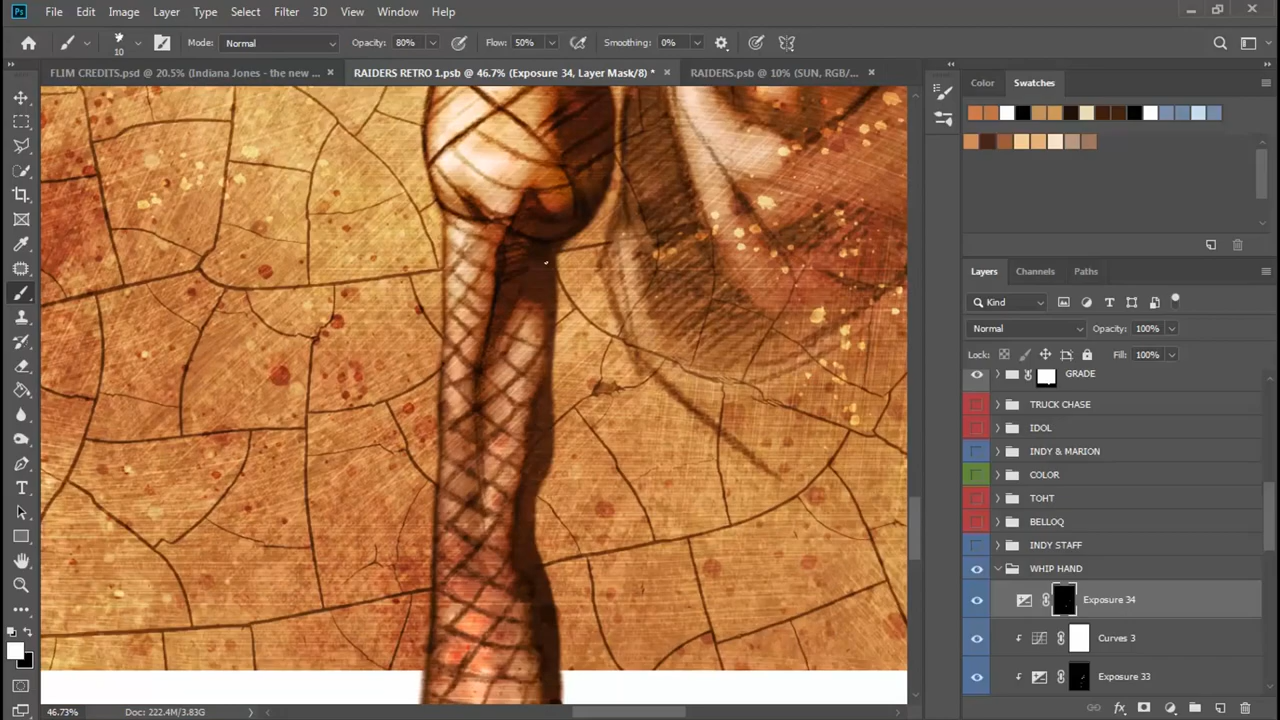 Ps File Edit Image Layer Type Select Filter 3D View Window Help
10 Mode: Normal Opacity: 80% Flow: 50% Smoothing: 0%
FLIM CREDITS.psd @ 20.5% (Indiana Jones - the new ... × RAIDERS RETRO 1.psb @ 46.7% (Exposure 34, Layer Mask/8) * × RAIDERS.psb @ 10% (SUN, RGB/... ×
Color Swatches
Layers Channels Paths
Kind
Normal Opacity: 100%
Lock: Fill: 100%
GRADE
TRUCK CHASE
IDOL
INDY & MARION
COLOR
TOHT
BELLOQ
INDY STAFF
WHIP HAND
Exposure 34
Curves 3
Exposure 33
46.73% Doc: 222.4M/3.83G